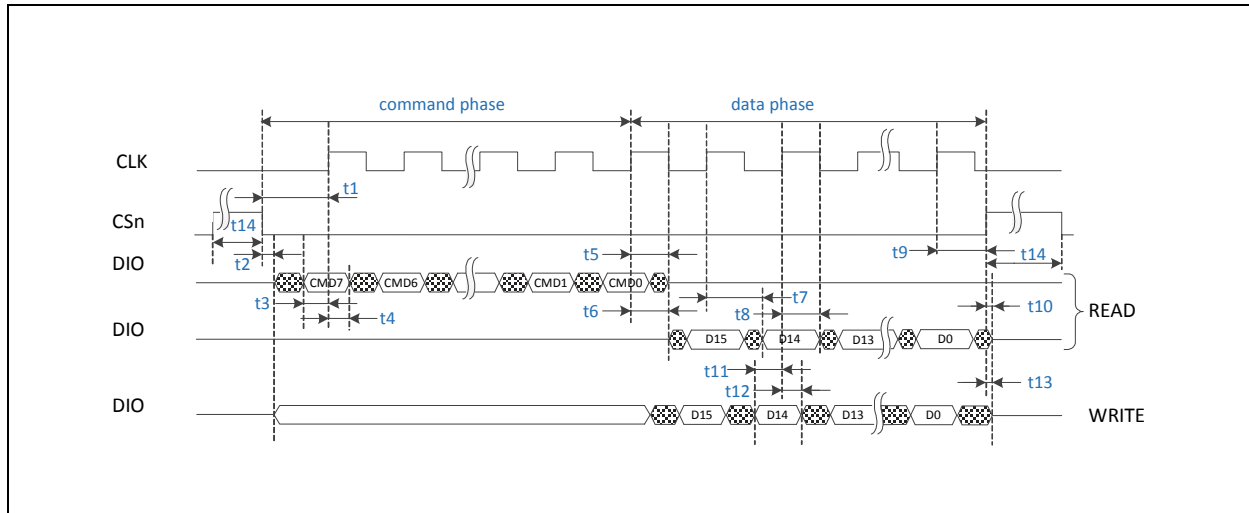 command phase data phase
CLK
t1
CSn
t14
t2 t5 t9 t14
DIO
CMD7 CMD6 CMD1 CMD0
t3 t4 t6 t7 t8 t10 READ
DIO
D15 D14 D13 D0
t11 t12 t13
DIO
D15 D14 D13 D0
WRITE